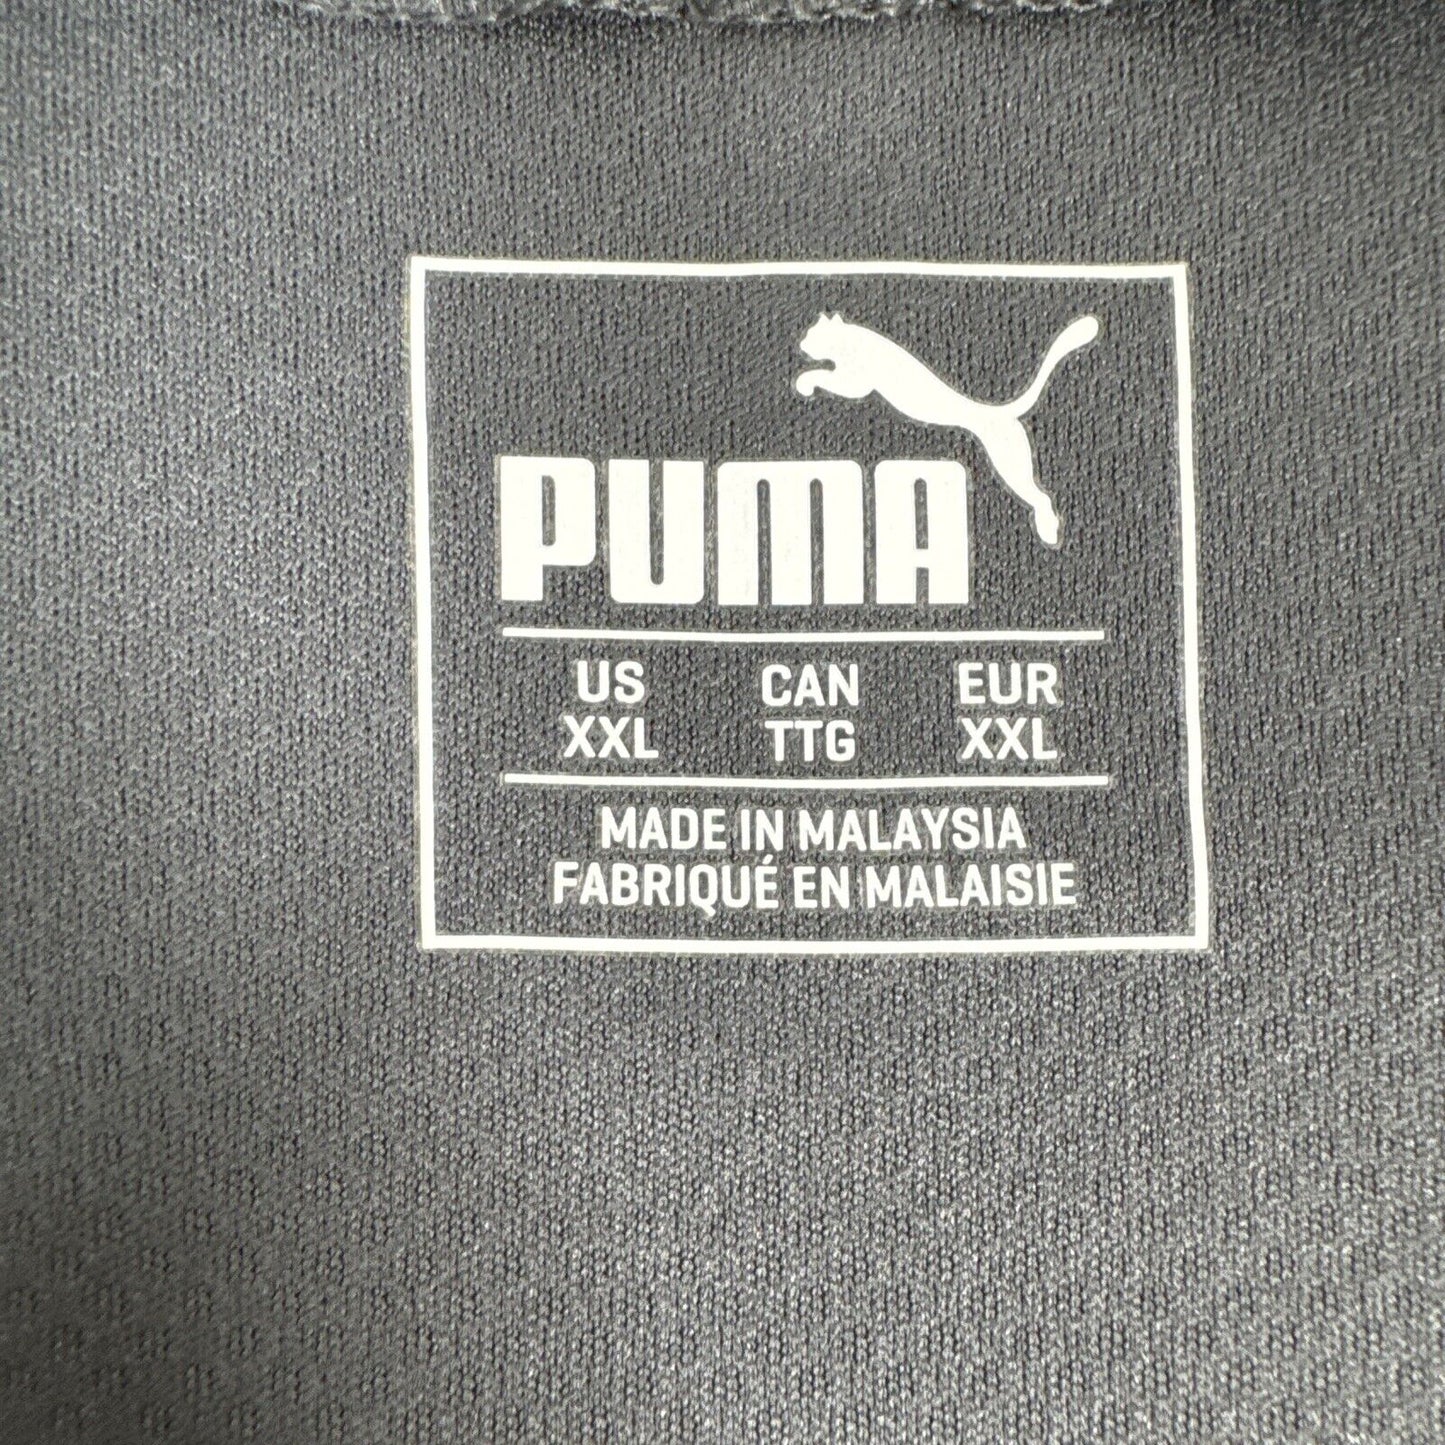 PUMA
US CAN EUR
XXL TTG XXL
MADE IN MALAYSIA
FABRIQUÉ EN MALAISIE